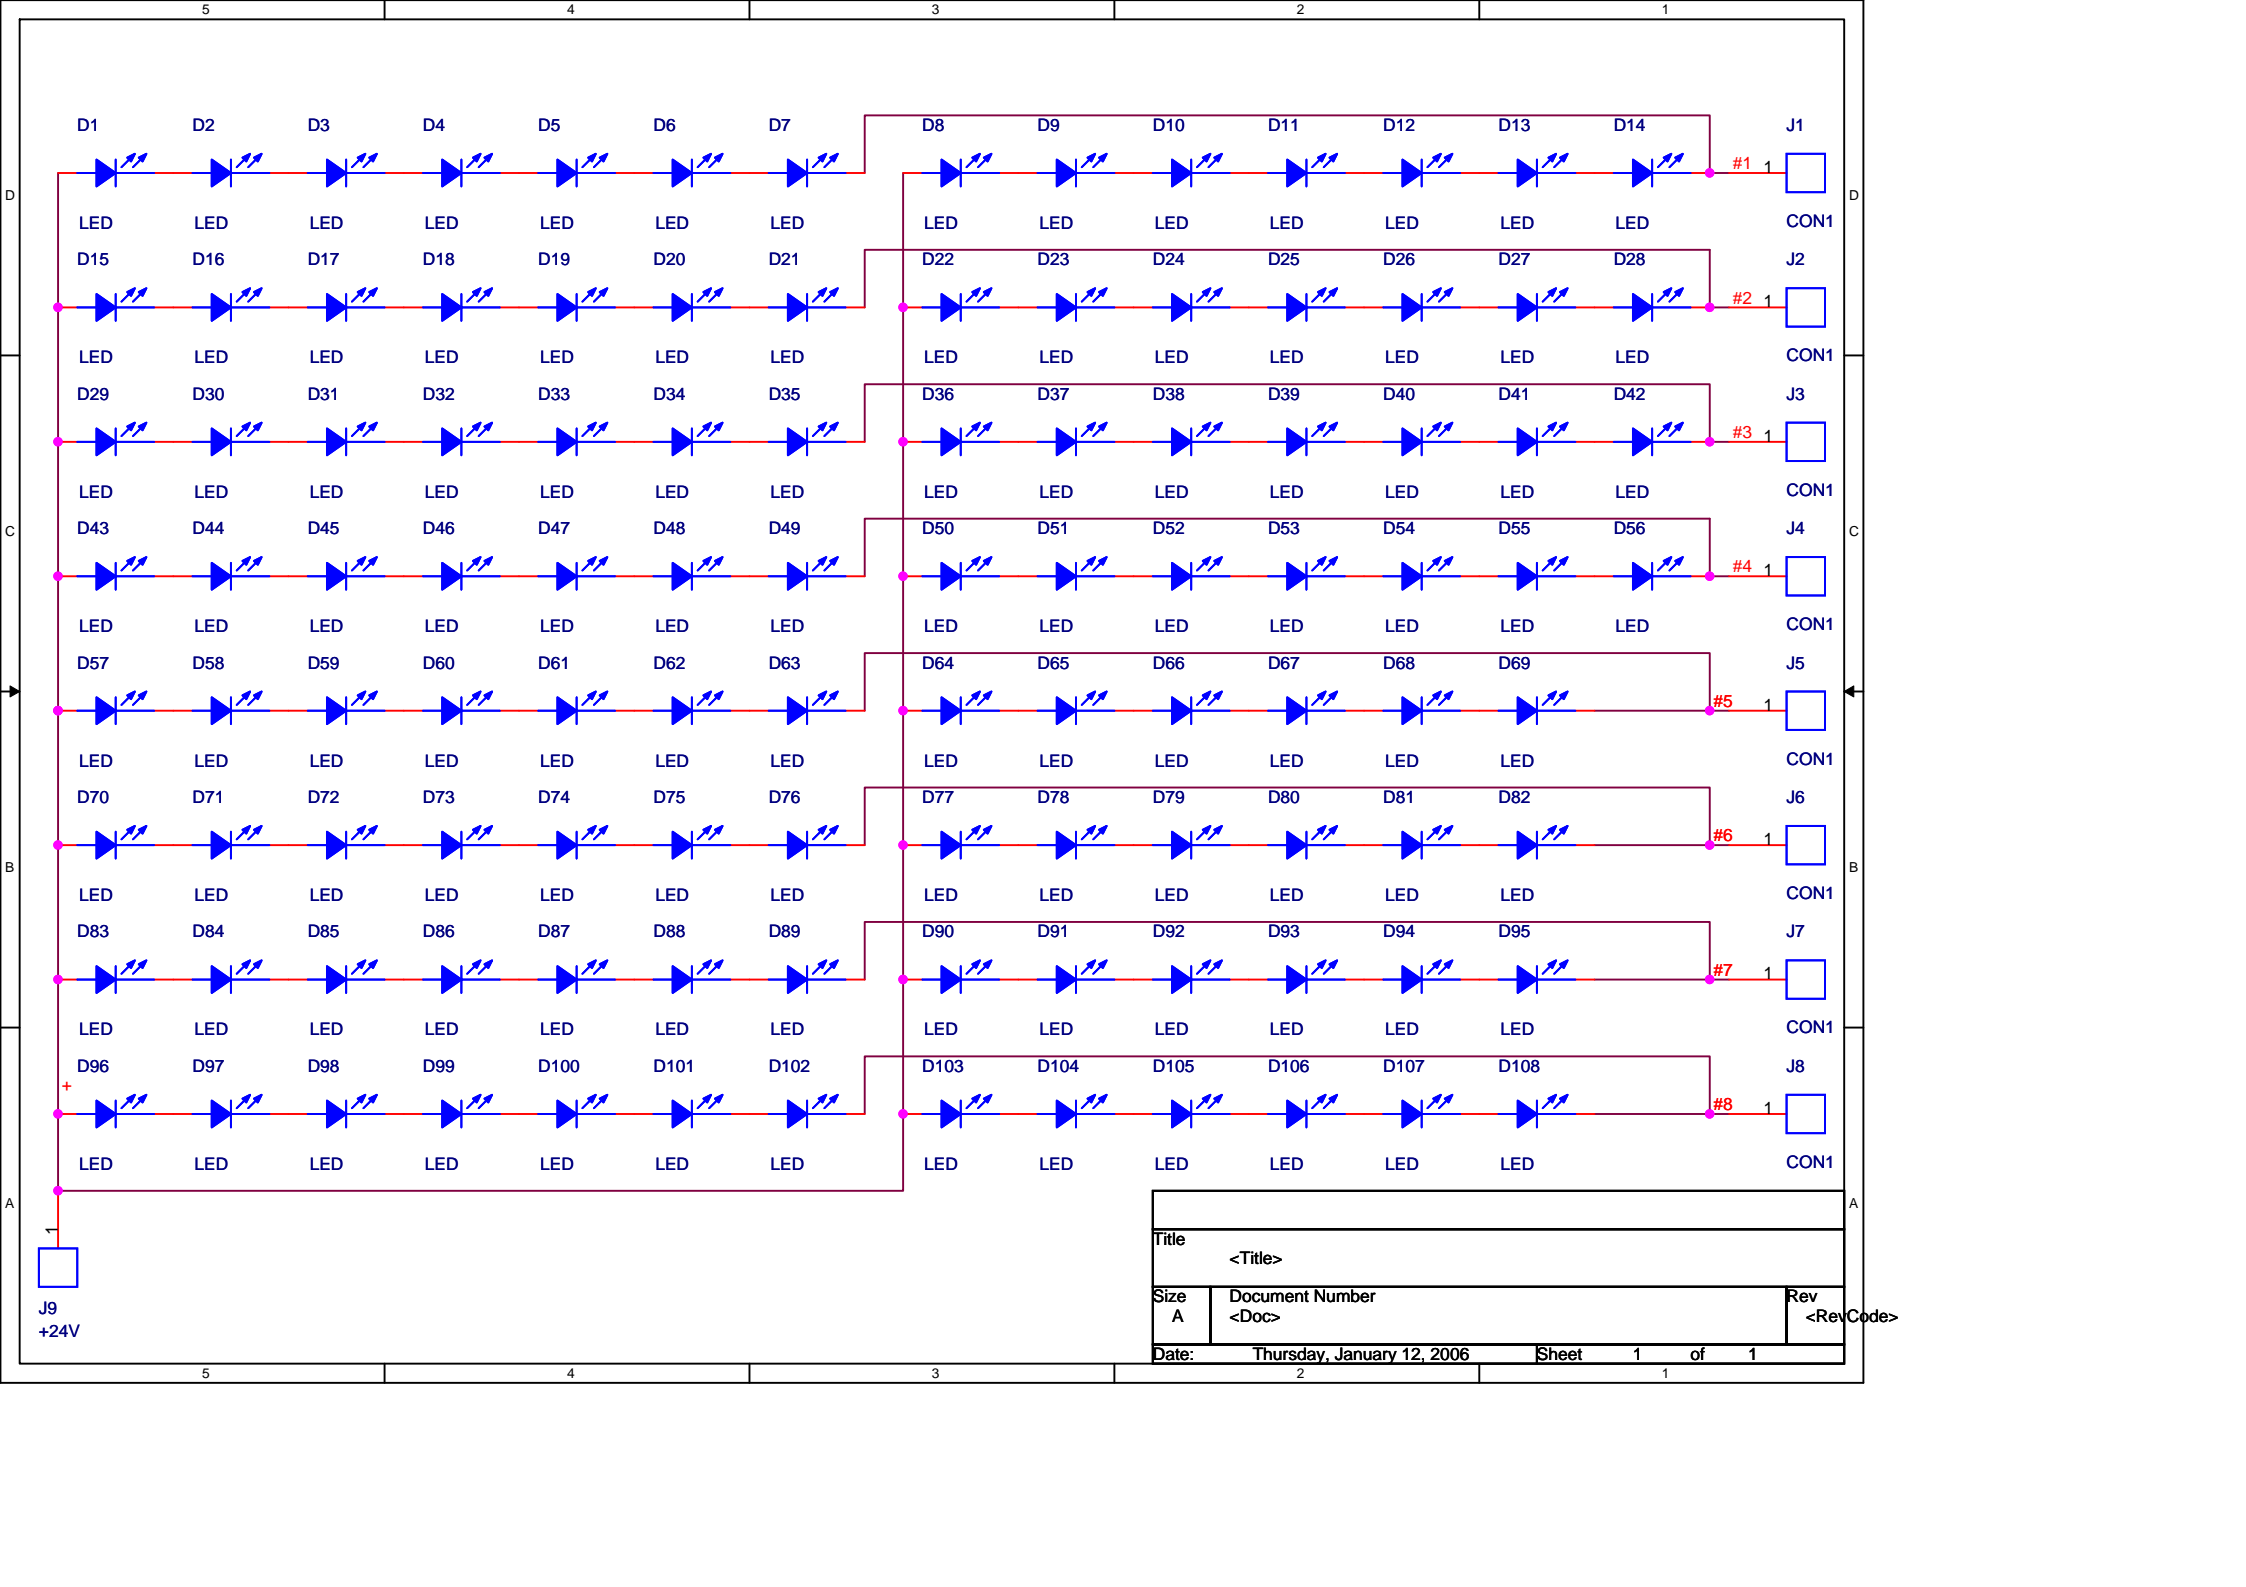 5 4 3 2 1
D1 D2 D3 D4 D5 D6 D7 D8 D9 D10 D11 D12 D13 D14 J1
#1 1
D D
LED LED LED LED LED LED LED LED LED LED LED LED LED LED CON1
D15 D16 D17 D18 D19 D20 D21 D22 D23 D24 D25 D26 D27 D28 J2
#2 1
LED LED LED LED LED LED LED LED LED LED LED LED LED LED CON1
D29 D30 D31 D32 D33 D34 D35 D36 D37 D38 D39 D40 D41 D42 J3
#3 1
LED LED LED LED LED LED LED LED LED LED LED LED LED LED CON1
D43 D44 D45 D46 D47 D48 D49 D50 D51 D52 D53 D54 D55 D56 J4
C C
#4 1
LED LED LED LED LED LED LED LED LED LED LED LED LED LED CON1
D57 D58 D59 D60 D61 D62 D63 D64 D65 D66 D67 D68 D69 J5
#5 1
LED LED LED LED LED LED LED LED LED LED LED LED LED CON1
D70 D71 D72 D73 D74 D75 D76 D77 D78 D79 D80 D81 D82 J6
#6 1
B B
LED LED LED LED LED LED LED LED LED LED LED LED LED CON1
D83 D84 D85 D86 D87 D88 D89 D90 D91 D92 D93 D94 D95 J7
#7 1
LED LED LED LED LED LED LED LED LED LED LED LED LED CON1
D96 D97 D98 D99 D100 D101 D102 D103 D104 D105 D106 D107 D108 J8
+
#8 1
LED LED LED LED LED LED LED LED LED LED LED LED LED CON1
A A
1
J9
+24V
Title
<Title>
Size Document Number Rev
A <Doc> <RevCode>
Date: Thursday, January 12, 2006 Sheet 1 of 1
5 4 3 2 1